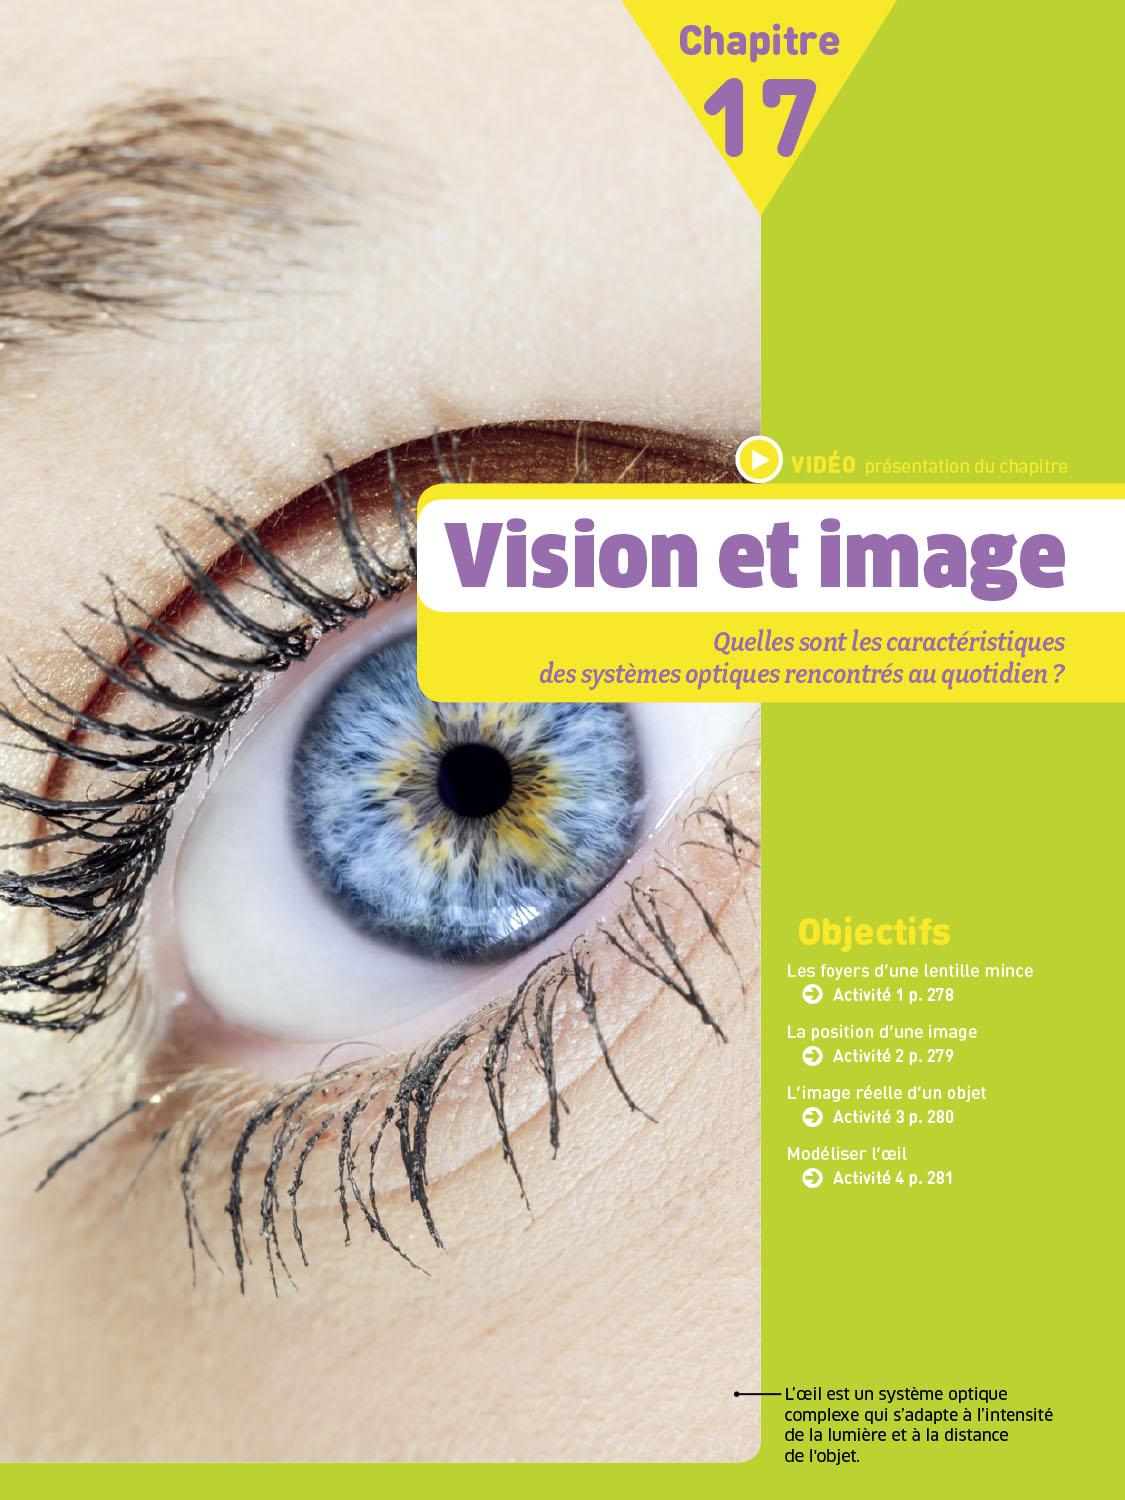 Chapitre
17
VIDÉO présentation du chapitre
Vision et image
Quelles sont les caractéristiques
des systèmes optiques rencontrés au quotidien ?
Objectifs
Les foyers d’une lentille mince
Activité 1 p. 278
La position d’une image
Activité 2 p. 279
L’image réelle d’un objet
Activité 3 p. 280
Modéliser l’œil
Activité 4 p. 281
L’œil est un système optique
complexe qui s’adapte à l’intensité
de la lumière et à la distance
de l'objet.